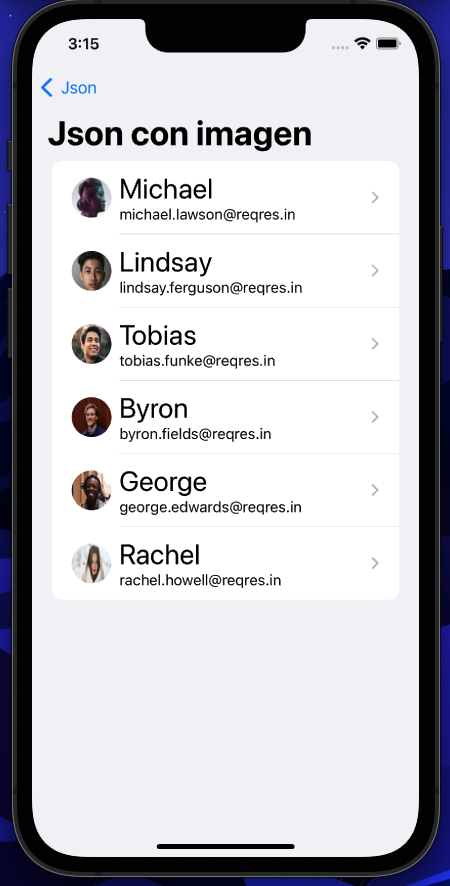 3:15
Json
Json con imagen
Michael
michael.lawson@reqres.in
Lindsay
lindsay.ferguson@reqres.in
Tobias
tobias.funke@reqres.in
Byron
byron.fields@reqres.in
George
george.edwards@reqres.in
Rachel
rachel.howell@reqres.in